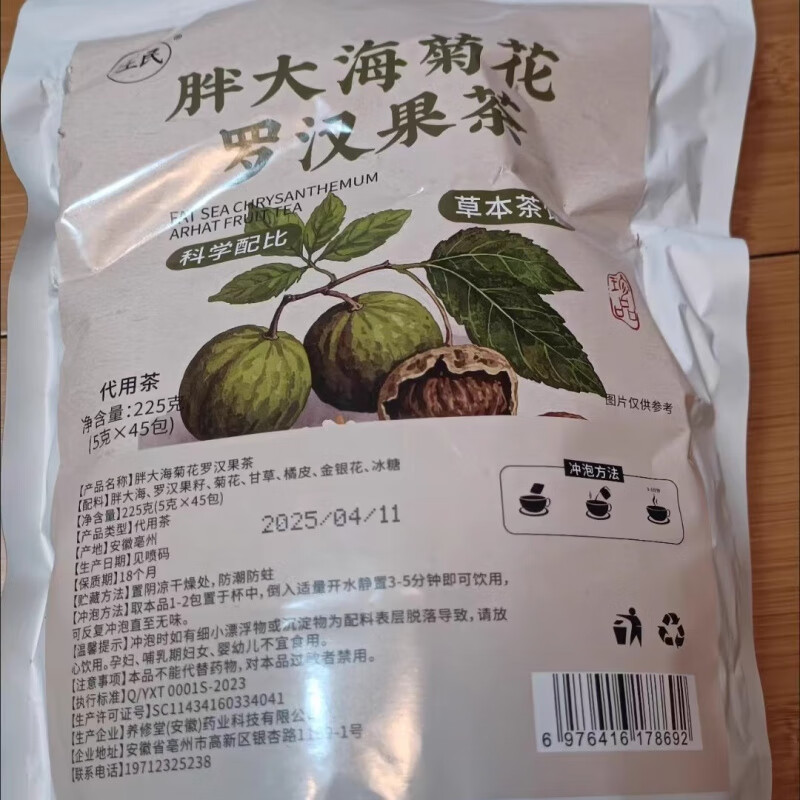 氏
®
胖大海菊花
罗汉果茶
FAT SEA CHRYSANTHEMUM
ARHAT FRUIT TEA
草本茶
科学配比
珍品
代用茶
净含量:225克
(5克×45包)
图片仅供参考
【产品名称】胖大海菊花罗汉果茶
【配料】胖大海、罗汉果籽、菊花、甘草、橘皮、金银花、冰糖
【净含量】225克(5克×45包)
【产品类型】代用茶
【产地】安徽亳州
【生产日期】见喷码
【保质期】18个月
【贮藏方法】置阴凉干燥处,防潮防蛀
【冲泡方法】取本品1-2包置于杯中,倒入适量开水静置3-5分钟即可饮用,
可反复冲泡直至无味。
【温馨提示】冲泡时如有细小漂浮物或沉淀物为配料表层脱落导致,请放
心饮用。孕妇、哺乳期妇女、婴幼儿不宜食用。
【注意事项】本品不能代替药物,对本品过敏者禁用。
【执行标准】Q/YXT 0001S-2023
【生产许可证号】SC11434160334041
【生产企业】养修堂(安徽)药业科技有限公
【企业地址】安徽省亳州市高新区银杏路1199-1号
【联系电话】19712325238
2025/04/11
冲泡方法
6 976416 178692